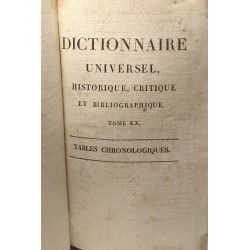 DICTIONNAIRE
UNIVERSEL,
HISTORIQUE, CRITIQUE
ET BIBLIOGRAPHIQUE.
TOME XX.
TABLES CHRONOLOGIQUES.